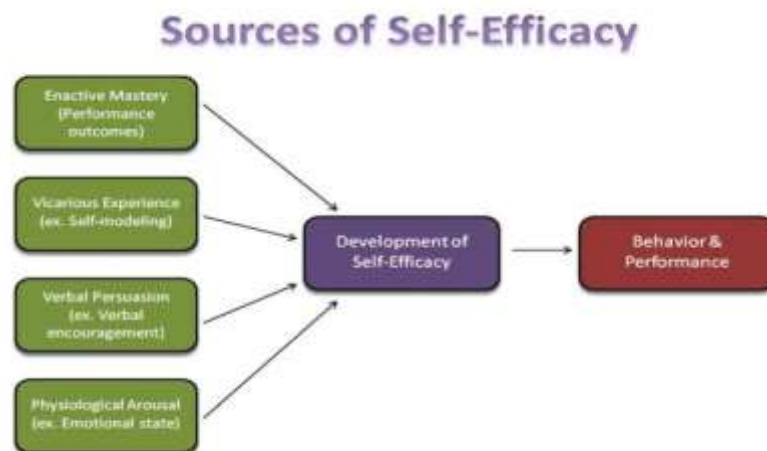 Sources of Self-Efficacy
Enactive Mastery
(Performance
outcomes)
Vicarious Experience
(ex. Self-modeling)
Verbal Persuasion
(ex. Verbal
encouragement)
Physiological Arousal
(ex. Emotional state)
Development of
Self-Efficacy
Behavior &
Performance